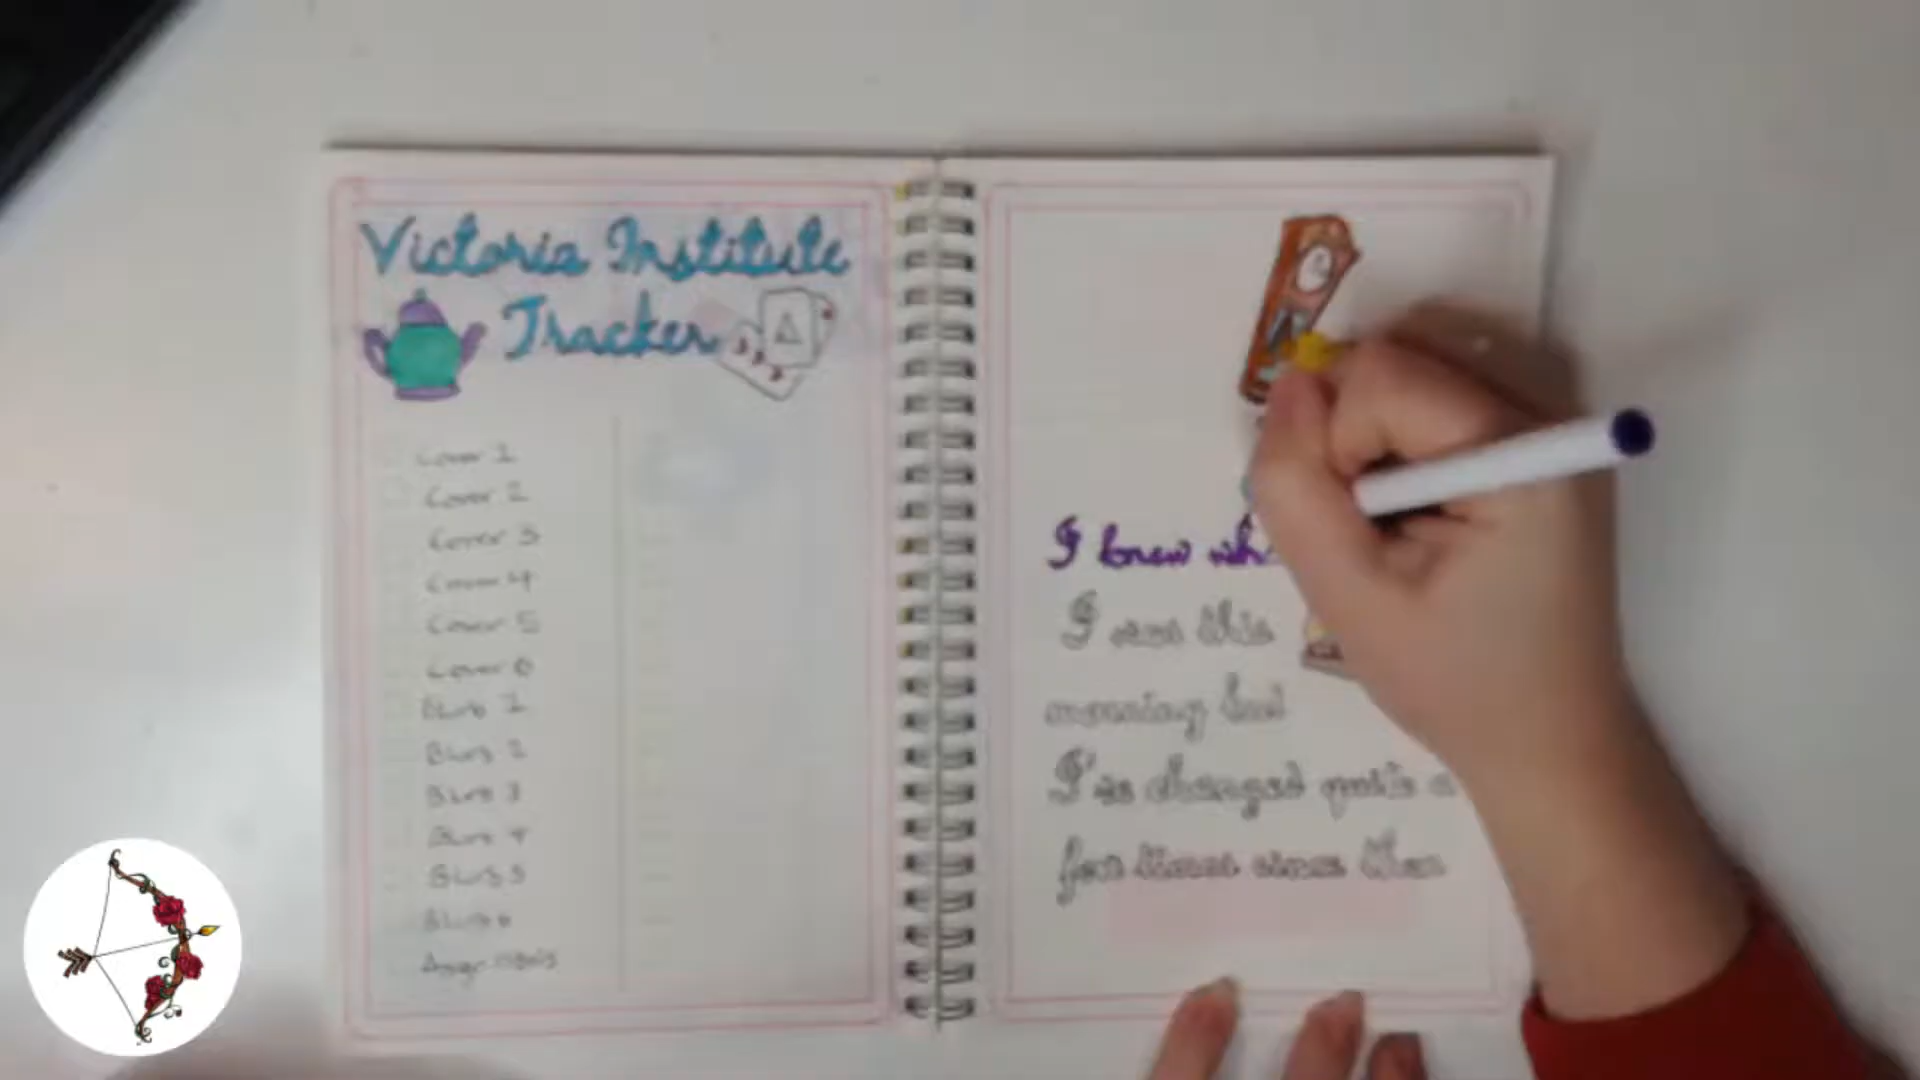 Victoria Institute
Tracker
Cover 1
Cover 2
Cover 3
Cover 4
Cover 5
Cover 6
Blurb 1
Blurb 2
Blurb 3
Blurb 4
Blurb 5
Blurb 6
I knew who
I was this
morning but
I've changed quite a
few times since then